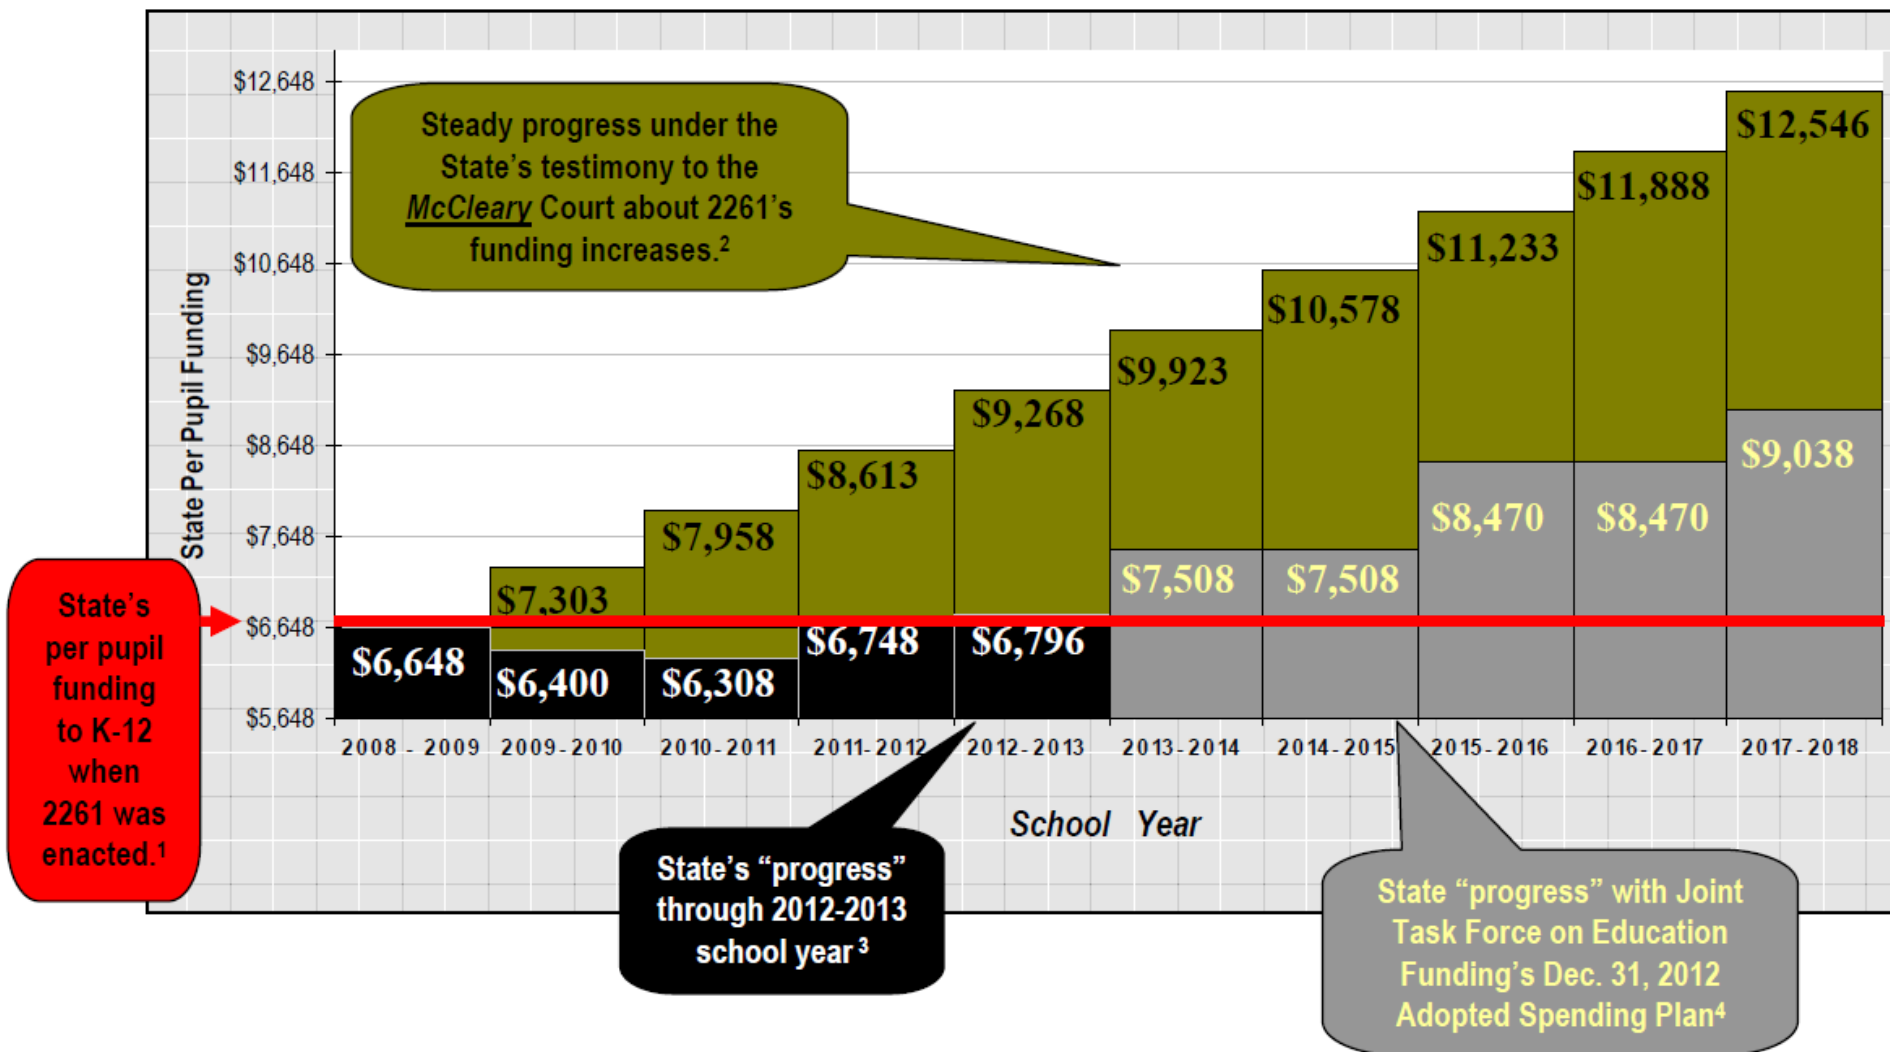 $12,648
$11,648
$10,648
$9,648
$8,648
$7,648
$6,648
$5,648
State Per Pupil Funding
Steady progress under the
State’s testimony to the
McCleary Court about 2261’s
funding increases.²
$7,303
$7,958
$8,613
$9,268
$9,923
$10,578
$11,233
$11,888
$12,546
$6,648
$6,400
$6,308
$6,748
$6,796
$7,508
$7,508
$8,470
$8,470
$9,038
State’s
per pupil
funding
to K-12
when
2261 was
enacted.¹
2008 - 2009
2009-2010
2010-2011
2011-2012
2012-2013
2013-2014
2014-2015
2015-2016
2016-2017
2017-2018
School Year
State’s “progress”
through 2012-2013
school year ³
State “progress” with Joint
Task Force on Education
Funding’s Dec. 31, 2012
Adopted Spending Plan⁴